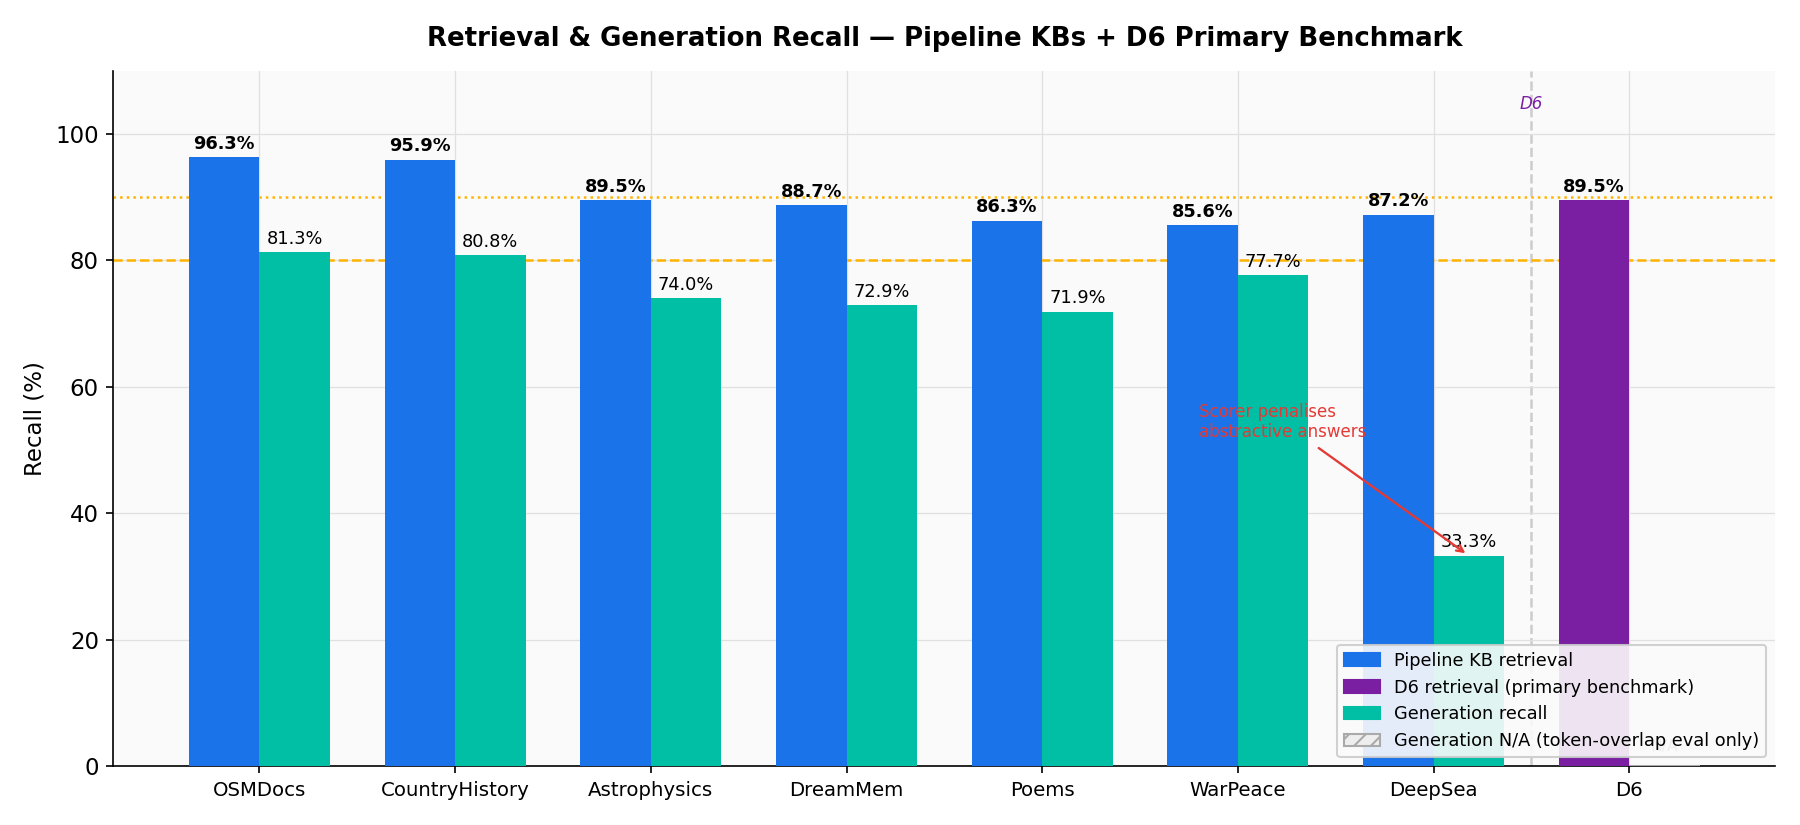 Retrieval & Generation Recall — Pipeline KBs + D6 Primary Benchmark
Recall (%)
100
80
60
40
20
0
D6
96.3%
81.3%
95.9%
80.8%
89.5%
74.0%
88.7%
72.9%
86.3%
71.9%
85.6%
77.7%
87.2%
33.3%
89.5%
Scorer penalises
abstractive answers
Pipeline KB retrieval
D6 retrieval (primary benchmark)
Generation recall
Generation N/A (token-overlap eval only)
OSMDocs
CountryHistory
Astrophysics
DreamMem
Poems
WarPeace
DeepSea
D6